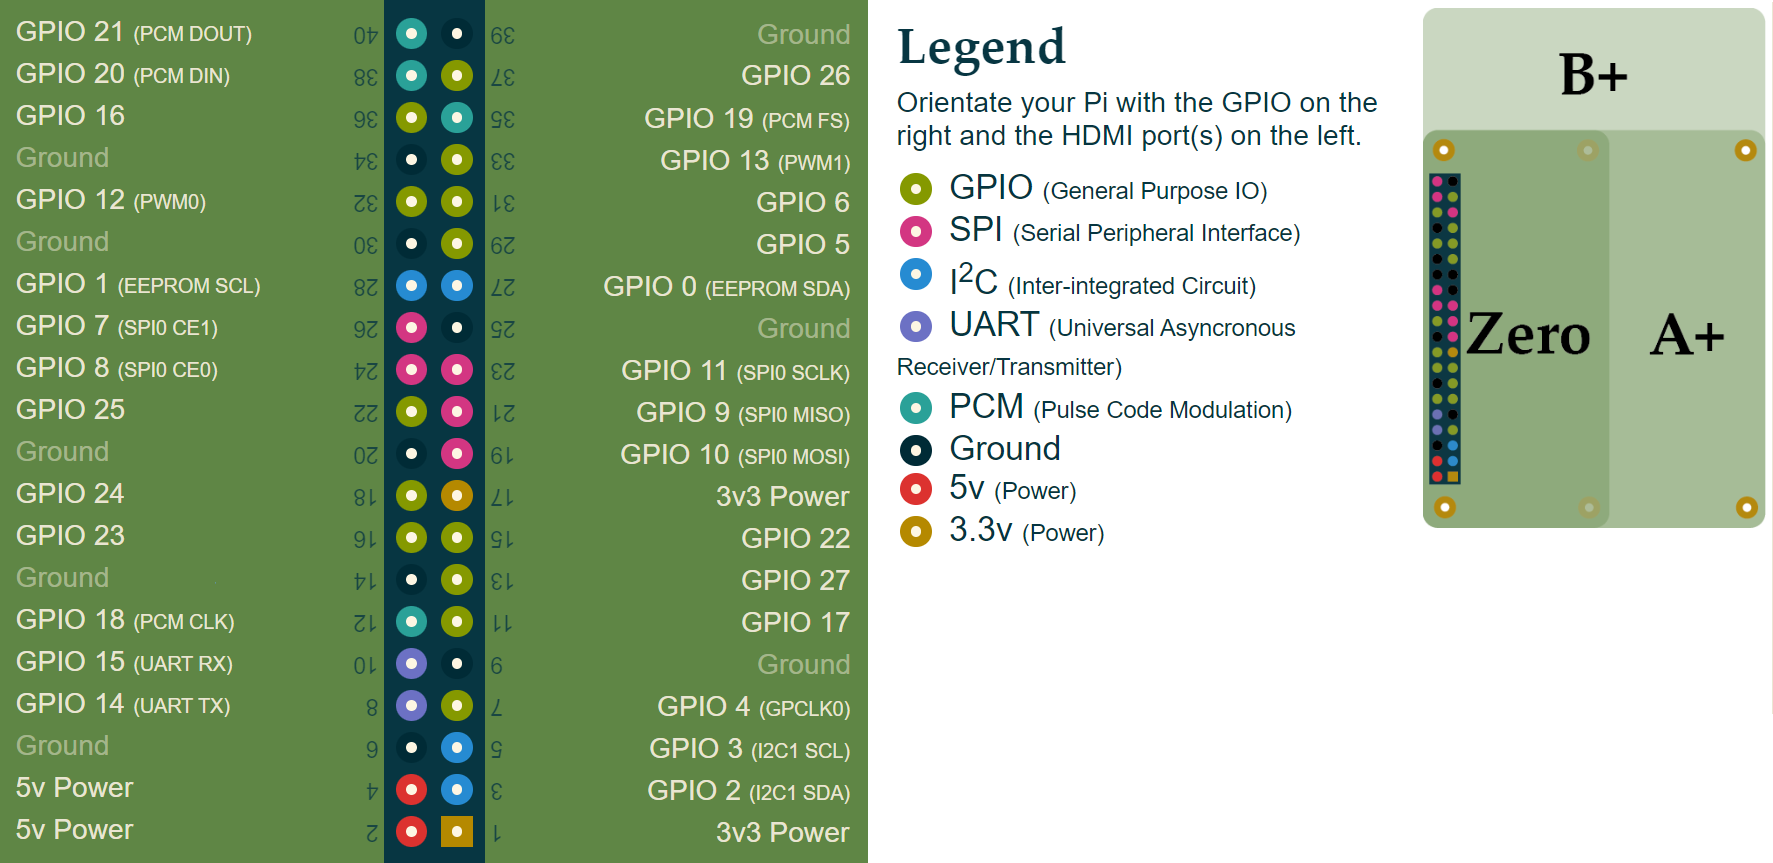 GPIO 21 (PCM DOUT) 40 39 Ground
GPIO 20 (PCM DIN) 38 37 GPIO 26
GPIO 16 36 35 GPIO 19 (PCM FS)
Ground 34 33 GPIO 13 (PWM1)
GPIO 12 (PWM0) 32 31 GPIO 6
Ground 30 29 GPIO 5
GPIO 1 (EEPROM SCL) 28 27 GPIO 0 (EEPROM SDA)
GPIO 7 (SPI0 CE1) 26 25 Ground
GPIO 8 (SPI0 CE0) 24 23 GPIO 11 (SPI0 SCLK)
GPIO 25 22 21 GPIO 9 (SPI0 MISO)
Ground 20 19 GPIO 10 (SPI0 MOSI)
GPIO 24 18 17 3v3 Power
GPIO 23 16 15 GPIO 22
Ground 14 13 GPIO 27
GPIO 18 (PCM CLK) 12 11 GPIO 17
GPIO 15 (UART RX) 10 9 Ground
GPIO 14 (UART TX) 8 7 GPIO 4 (GPCLK0)
Ground 6 5 GPIO 3 (I2C1 SCL)
5v Power 4 3 GPIO 2 (I2C1 SDA)
5v Power 2 1 3v3 Power
Legend
Orientate your Pi with the GPIO on the
right and the HDMI port(s) on the left.
GPIO (General Purpose IO)
SPI (Serial Peripheral Interface)
I²C (Inter-integrated Circuit)
UART (Universal Asyncronous
Receiver/Transmitter)
PCM (Pulse Code Modulation)
Ground
5v (Power)
3.3v (Power)
B+
Zero
A+